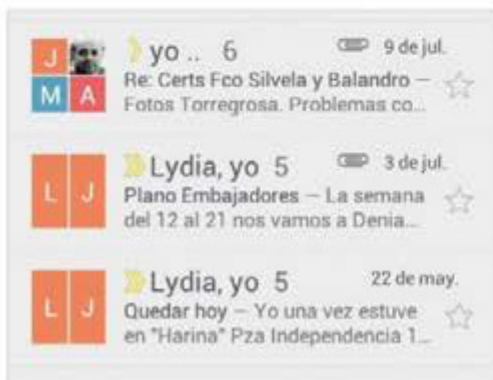 J
M A
yo .. 6 9 de jul.
Re: Certs Fco Silvela y Balandro —
Fotos Torregrosa. Problemas co...
L J
Lydia, yo 5 3 de jul.
Plano Embajadores — La semana
del 12 al 21 nos vamos a Denia...
L J
Lydia, yo 5 22 de may.
Quedar hoy — Yo una vez estuve
en "Harina" Pza Independencia 1...